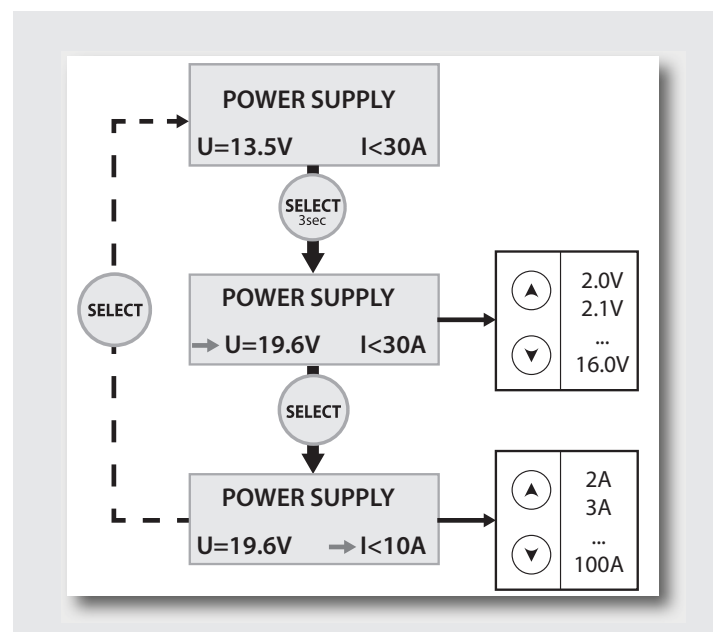 POWER SUPPLY
U=13.5V I<30A
SELECT
3sec
POWER SUPPLY
U=19.6V I<30A
2.0V
2.1V
...
16.0V
SELECT
SELECT
POWER SUPPLY
U=19.6V I<10A
2A
3A
...
100A